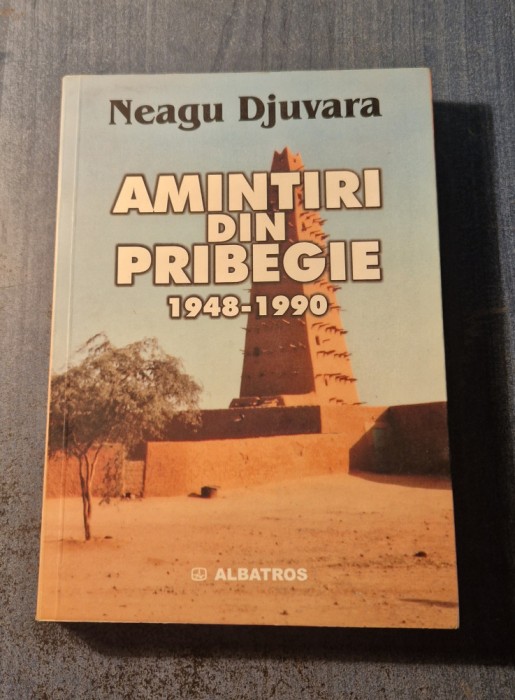 Neagu Djuvara
AMINTIRI
DIN
PRIBEGIE
1948-1990
ALBATROS